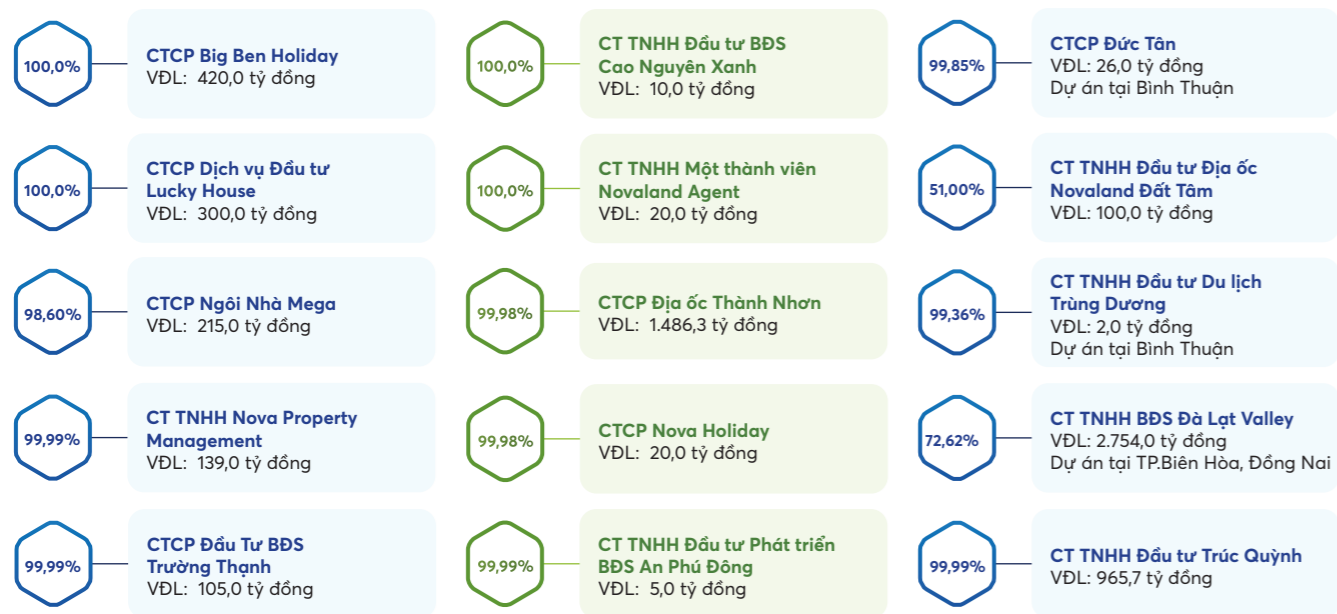 100,0%
CTCP Big Ben Holiday
VĐL: 420,0 tỷ đồng
100,0%
CT TNHH Đầu tư BĐS
Cao Nguyên Xanh
VĐL: 10,0 tỷ đồng
99,85%
CTCP Đức Tân
VĐL: 26,0 tỷ đồng
Dự án tại Bình Thuận
100,0%
CTCP Dịch vụ Đầu tư
Lucky House
VĐL: 300,0 tỷ đồng
100,0%
CT TNHH Một thành viên
Novaland Agent
VĐL: 20,0 tỷ đồng
51,00%
CT TNHH Đầu tư Địa ốc
Novaland Đất Tâm
VĐL: 100,0 tỷ đồng
98,60%
CTCP Ngôi Nhà Mega
VĐL: 215,0 tỷ đồng
99,98%
CTCP Địa ốc Thành Nhơn
VĐL: 1.486,3 tỷ đồng
99,36%
CT TNHH Đầu tư Du lịch
Trùng Dương
VĐL: 2,0 tỷ đồng
Dự án tại Bình Thuận
99,99%
CT TNHH Nova Property
Management
VĐL: 139,0 tỷ đồng
99,98%
CTCP Nova Holiday
VĐL: 20,0 tỷ đồng
72,62%
CT TNHH BĐS Đà Lạt Valley
VĐL: 2.754,0 tỷ đồng
Dự án tại TP.Biên Hòa, Đồng Nai
99,99%
CTCP Đầu Tư BĐS
Trường Thạnh
VĐL: 105,0 tỷ đồng
99,99%
CT TNHH Đầu tư Phát triển
BĐS An Phú Đông
VĐL: 5,0 tỷ đồng
99,99%
CT TNHH Đầu tư Trúc Quỳnh
VĐL: 965,7 tỷ đồng